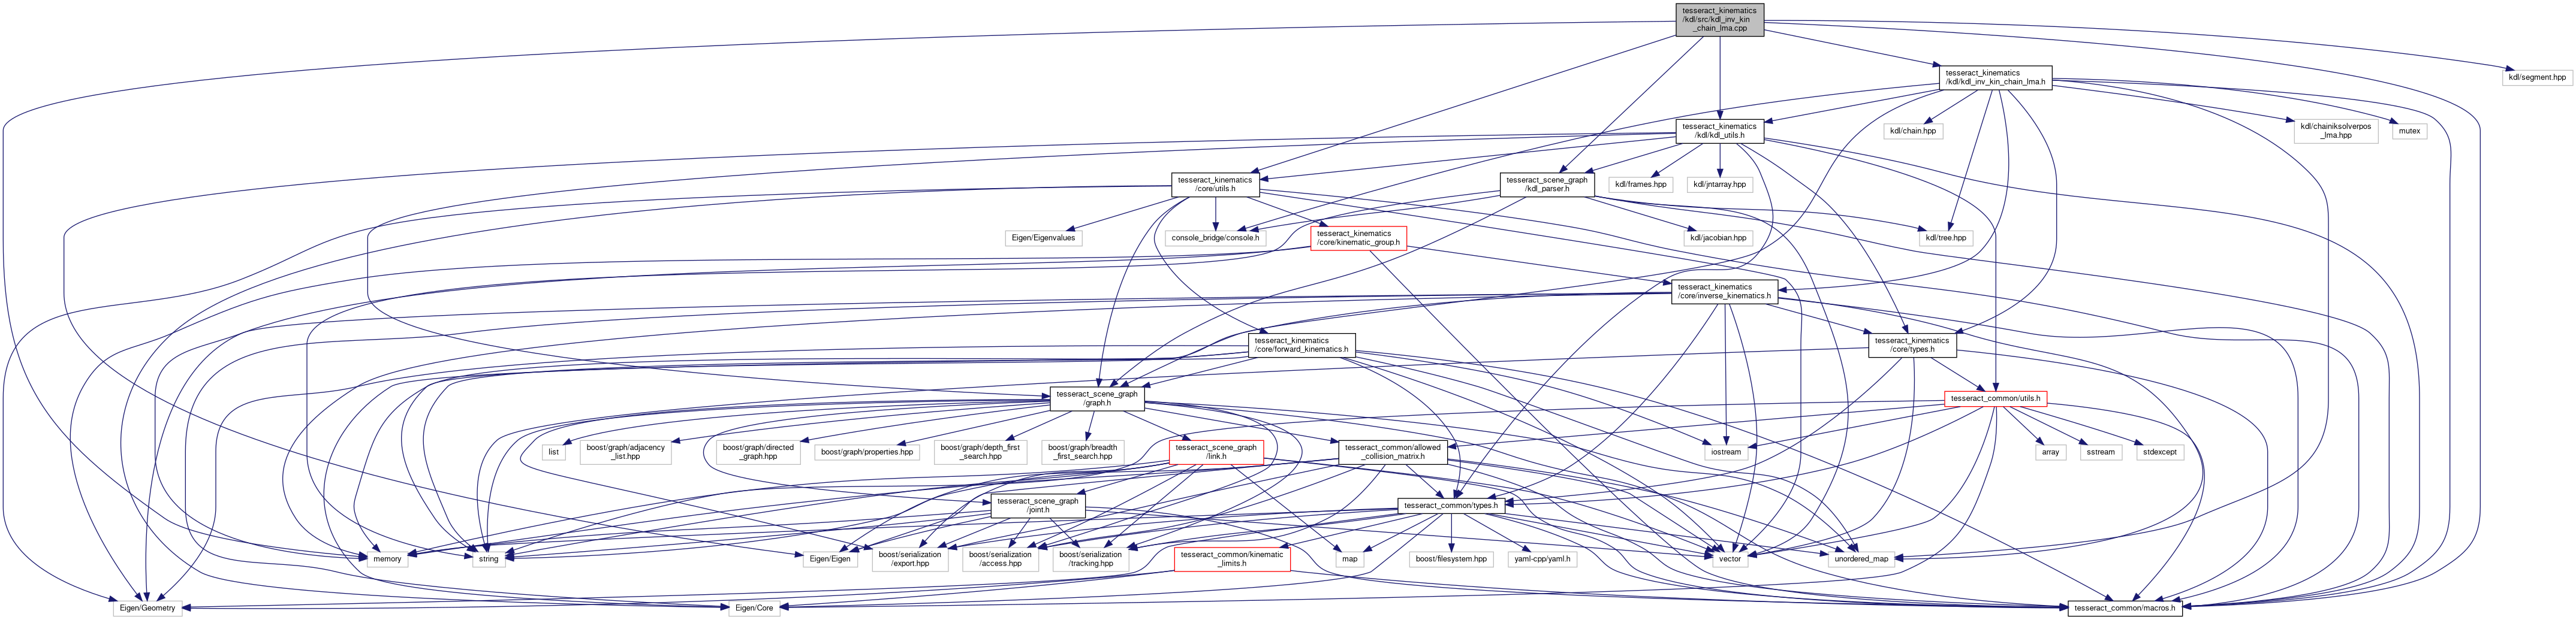 tesseract_kinematics
/kdl/src/kdl_inv_kin
_chain_lma.cpp
tesseract_kinematics
/kdl/kdl_inv_kin_chain_lma.h
kdl/segment.hpp
tesseract_kinematics
/kdl/kdl_utils.h
kdl/chain.hpp
kdl/chainiksolverpos
_lma.hpp
mutex
tesseract_kinematics
/core/utils.h
tesseract_scene_graph
/kdl_parser.h
kdl/frames.hpp
kdl/jntarray.hpp
Eigen/Eigenvalues
console_bridge/console.h
tesseract_kinematics
/core/kinematic_group.h
kdl/jacobian.hpp
kdl/tree.hpp
tesseract_kinematics
/core/inverse_kinematics.h
tesseract_kinematics
/core/forward_kinematics.h
tesseract_kinematics
/core/types.h
tesseract_scene_graph
/graph.h
tesseract_common/utils.h
list
boost/graph/adjacency
_list.hpp
boost/graph/directed
_graph.hpp
boost/graph/properties.hpp
boost/graph/depth_first
_search.hpp
boost/graph/breadth
_first_search.hpp
tesseract_scene_graph
/link.h
tesseract_common/allowed
_collision_matrix.h
iostream
array
sstream
stdexcept
tesseract_scene_graph
/joint.h
tesseract_common/types.h
memory
string
Eigen/Eigen
boost/serialization
/export.hpp
boost/serialization
/access.hpp
boost/serialization
/tracking.hpp
tesseract_common/kinematic
_limits.h
map
boost/filesystem.hpp
yaml-cpp/yaml.h
vector
unordered_map
Eigen/Geometry
Eigen/Core
tesseract_common/macros.h